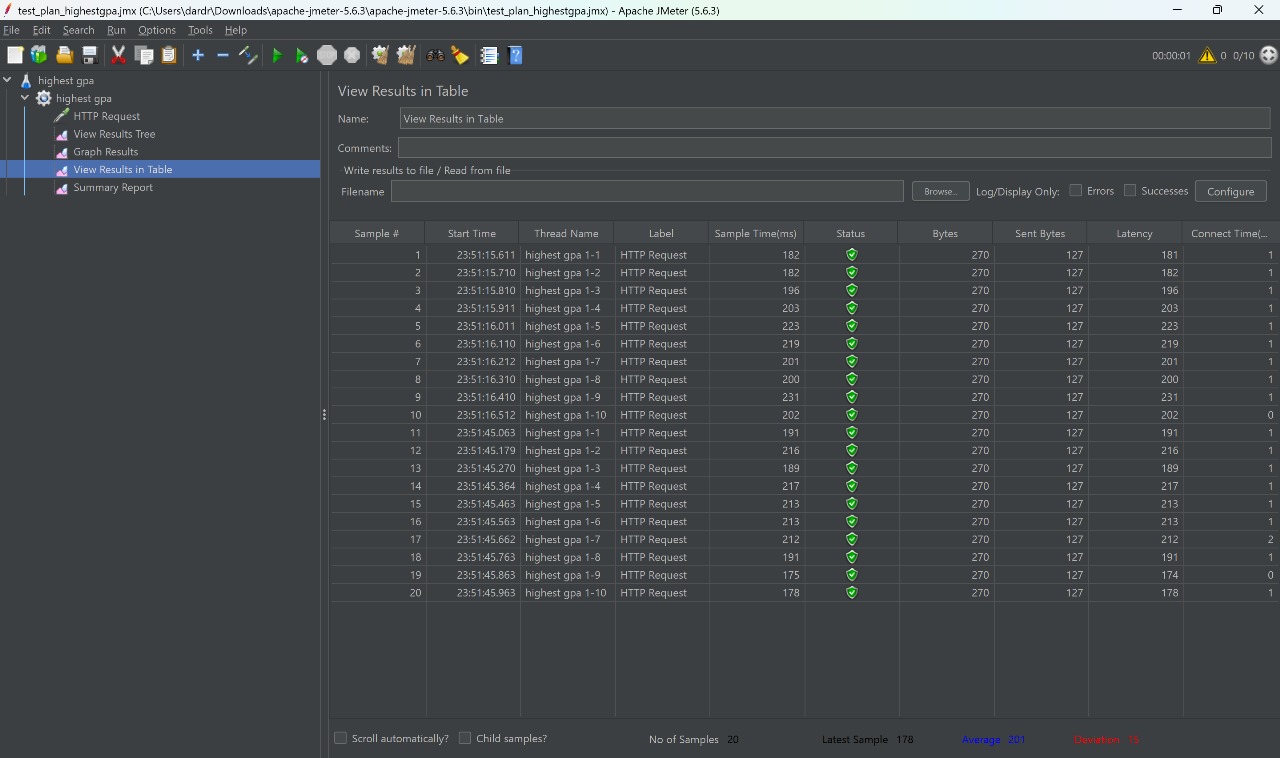 test_plan_highestgpa.jmx (C:\Users\dardr\Downloads\apache-jmeter-5.6.3\apache-jmeter-5.6.3\bin\test_plan_highestgpa.jmx) - Apache JMeter (5.6.3)
File Edit Search Run Options Tools Help
00:00:01 0 0/10
highest gpa
highest gpa
HTTP Request
View Results Tree
Graph Results
View Results in Table
Summary Report
View Results in Table
Name: View Results in Table
Comments:
Write results to file / Read from file
Filename Browse... Log/Display Only: Errors Successes Configure
Sample # Start Time Thread Name Label Sample Time(ms) Status Bytes Sent Bytes Latency Connect Time(...
1 23:51:15.611 highest gpa 1-1 HTTP Request 182 270 127 181 1
2 23:51:15.710 highest gpa 1-2 HTTP Request 182 270 127 182 1
3 23:51:15.810 highest gpa 1-3 HTTP Request 196 270 127 196 1
4 23:51:15.911 highest gpa 1-4 HTTP Request 203 270 127 203 1
5 23:51:16.011 highest gpa 1-5 HTTP Request 223 270 127 223 1
6 23:51:16.110 highest gpa 1-6 HTTP Request 219 270 127 219 1
7 23:51:16.212 highest gpa 1-7 HTTP Request 201 270 127 201 1
8 23:51:16.310 highest gpa 1-8 HTTP Request 200 270 127 200 1
9 23:51:16.410 highest gpa 1-9 HTTP Request 231 270 127 231 1
10 23:51:16.512 highest gpa 1-10 HTTP Request 202 270 127 202 0
11 23:51:45.063 highest gpa 1-1 HTTP Request 191 270 127 191 1
12 23:51:45.179 highest gpa 1-2 HTTP Request 216 270 127 216 1
13 23:51:45.270 highest gpa 1-3 HTTP Request 189 270 127 189 1
14 23:51:45.364 highest gpa 1-4 HTTP Request 217 270 127 217 1
15 23:51:45.463 highest gpa 1-5 HTTP Request 213 270 127 213 1
16 23:51:45.563 highest gpa 1-6 HTTP Request 213 270 127 213 1
17 23:51:45.662 highest gpa 1-7 HTTP Request 212 270 127 212 2
18 23:51:45.763 highest gpa 1-8 HTTP Request 191 270 127 191 1
19 23:51:45.863 highest gpa 1-9 HTTP Request 175 270 127 174 0
20 23:51:45.963 highest gpa 1-10 HTTP Request 178 270 127 178 1
Scroll automatically? Child samples? No of Samples 20 Latest Sample 178 Average 201 Deviation 15